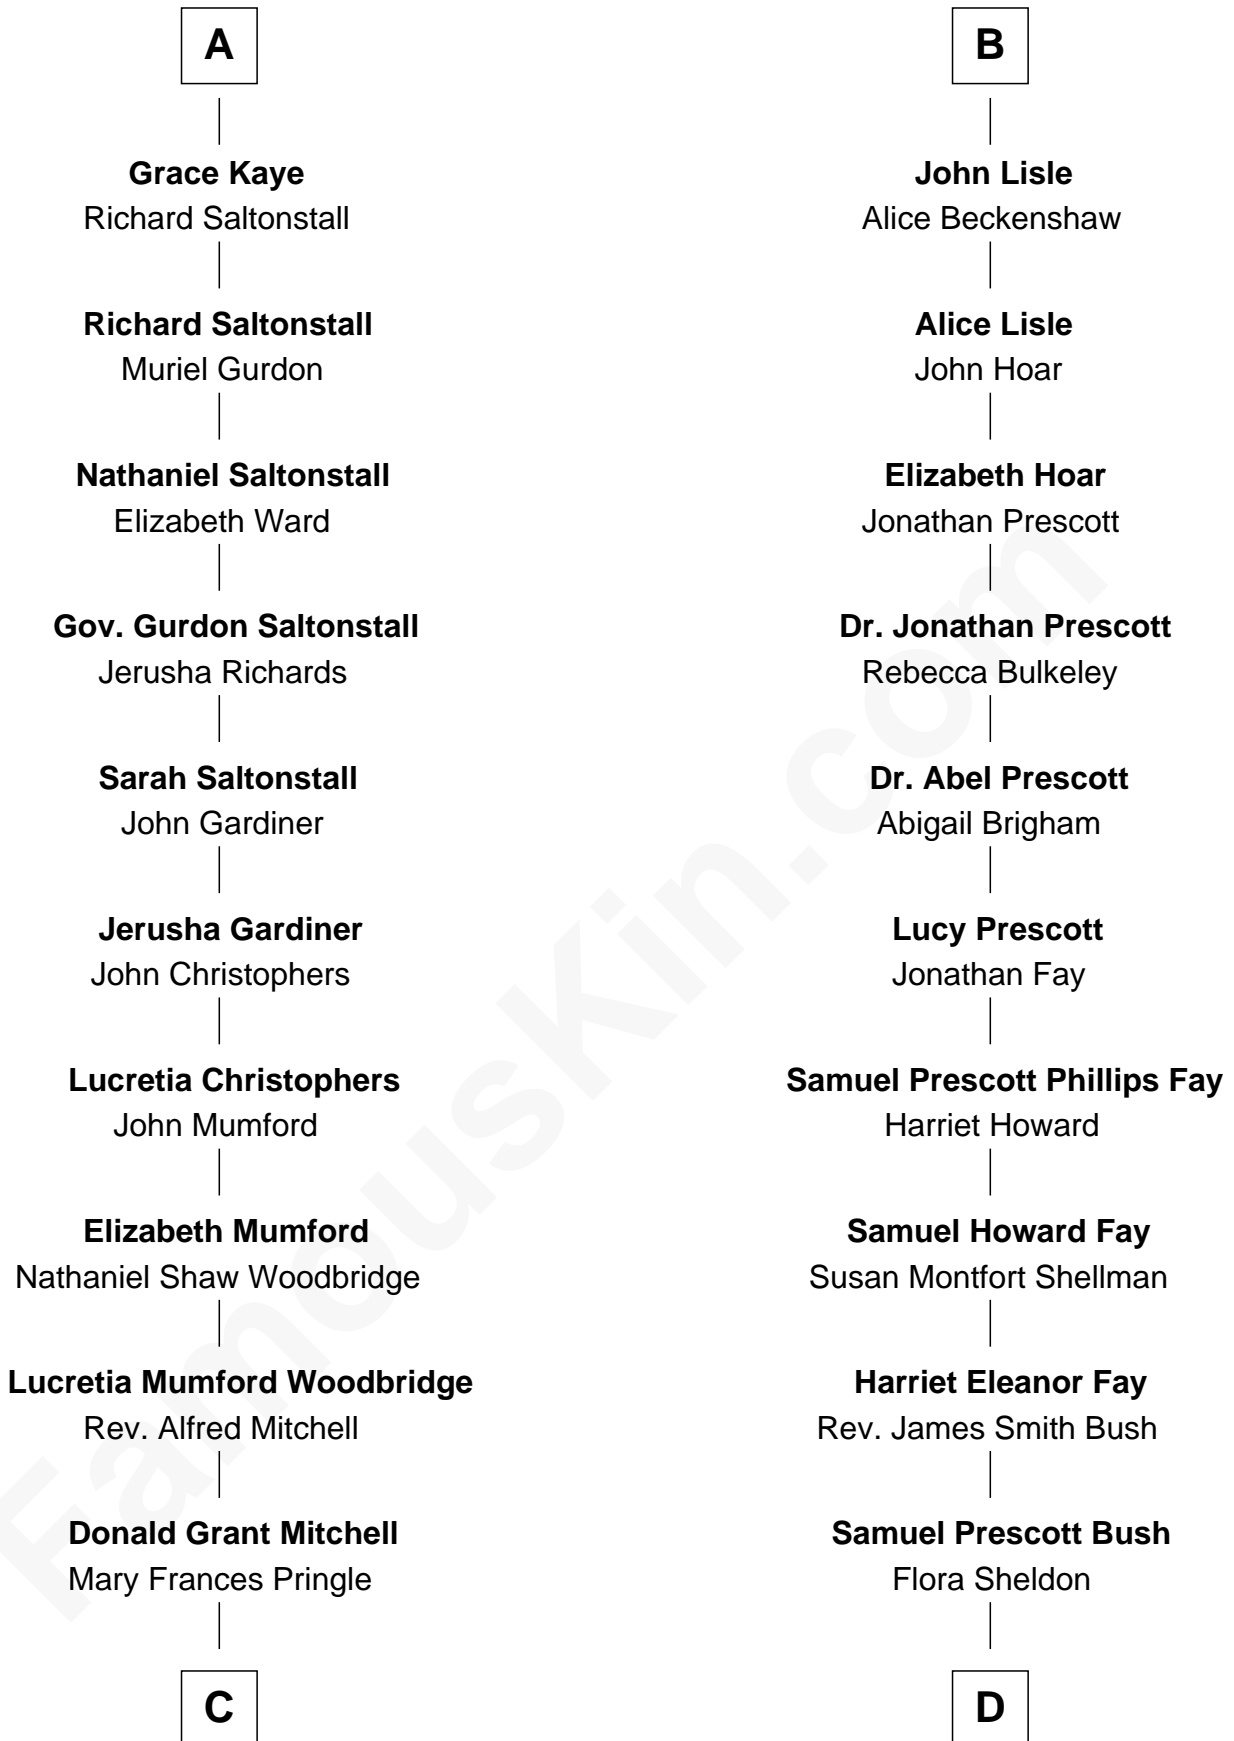 A
Grace Kaye
Richard Saltonstall
Richard Saltonstall
Muriel Gurdon
Nathaniel Saltonstall
Elizabeth Ward
Gov. Gurdon Saltonstall
Jerusha Richards
Sarah Saltonstall
John Gardiner
Jerusha Gardiner
John Christophers
Lucretia Christophers
John Mumford
Elizabeth Mumford
Nathaniel Shaw Woodbridge
Lucretia Mumford Woodbridge
Rev. Alfred Mitchell
Donald Grant Mitchell
Mary Frances Pringle
C
B
John Lisle
Alice Beckenshaw
Alice Lisle
John Hoar
Elizabeth Hoar
Jonathan Prescott
Dr. Jonathan Prescott
Rebecca Bulkeley
Dr. Abel Prescott
Abigail Brigham
Lucy Prescott
Jonathan Fay
Samuel Prescott Phillips Fay
Harriet Howard
Samuel Howard Fay
Susan Montfort Shellman
Harriet Eleanor Fay
Rev. James Smith Bush
Samuel Prescott Bush
Flora Sheldon
D
FamousKin.com